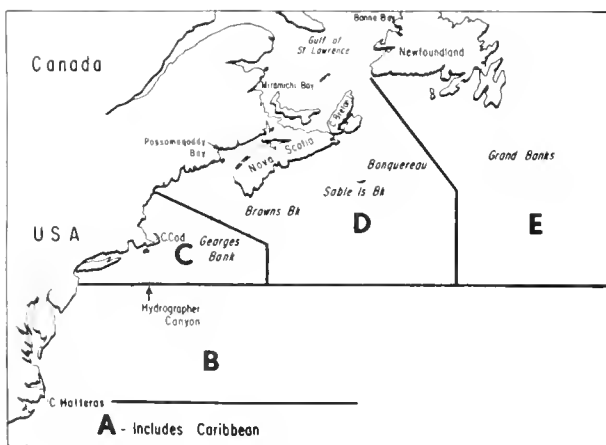 Bonne Bay
Gulf of
St Lawrence
Newfoundland
Canada
Miramichi Bay
C Breton
Passamaquoddy
Bay
Nova Scotia
Banquereau
Grand Banks
Sable Is Bk
Browns Bk
USA
D
E
C.Cod
Georges
Bank
C
Hydrographer
Canyon
B
C Hatteras
A - Includes Caribbean